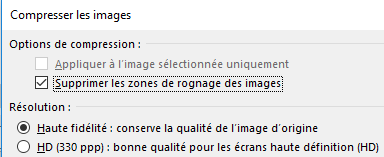 Compresser les images
Options de compression :
Appliquer à l'image sélectionnée uniquement
Supprimer les zones de rognage des images
Résolution :
Haute fidélité : conserve la qualité de l'image d'origine
HD (330 ppp) : bonne qualité pour les écrans haute définition (HD)